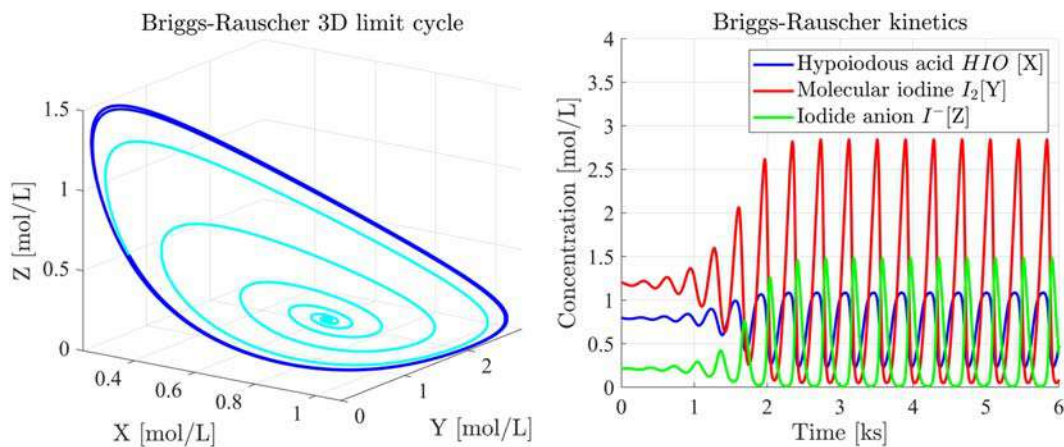 Briggs-Rauscher 3D limit cycle
1.5
1
0.5
0
Z [mol/L]
0.4
0.6
0.8
1
X [mol/L]
0
1
2
Y [mol/L]
Briggs-Rauscher kinetics
Hypoiodous acid HIO [X]
Molecular iodine I₂[Y]
Iodide anion I⁻[Z]
4
3.5
3
2.5
2
1.5
1
0.5
0
Concentration [mol/L]
0 1 2 3 4 5 6
Time [ks]